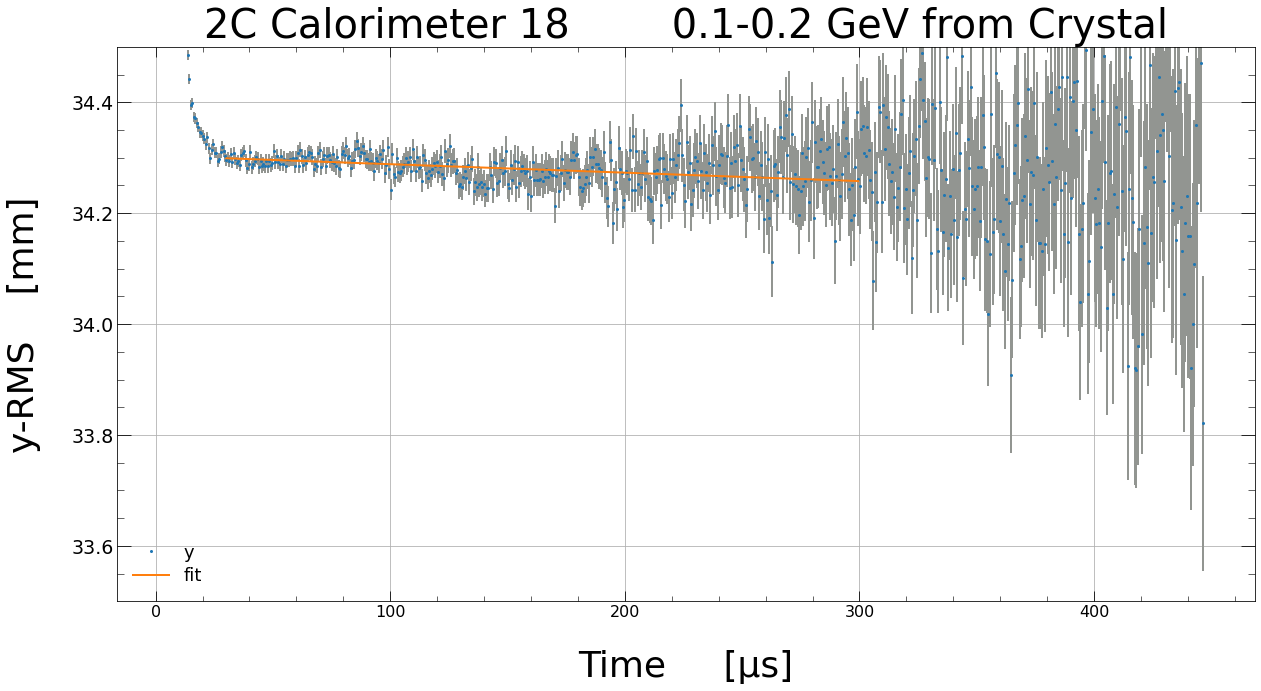 2C Calorimeter 18 0.1-0.2 GeV from Crystal
y-RMS [mm]
34.4
34.2
34.0
33.8
33.6
y
fit
0 100 200 300 400
Time [μs]